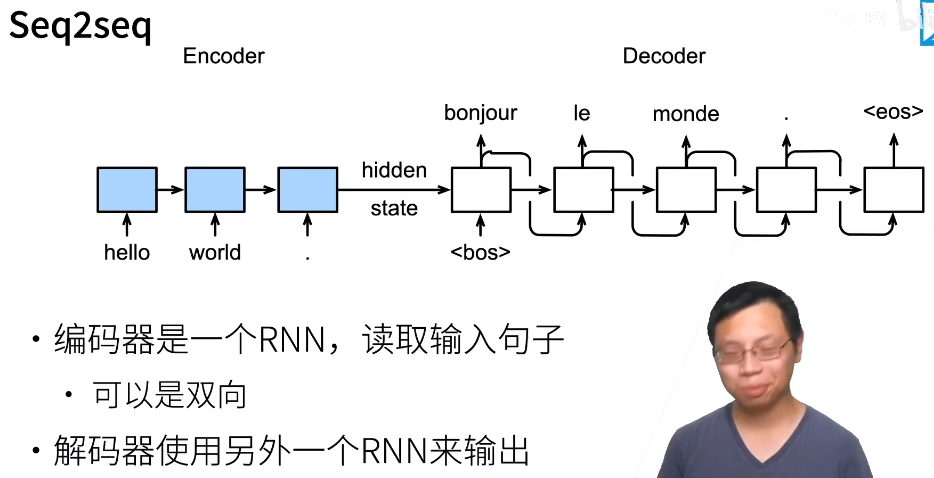 Seq2seq
Encoder
Decoder
bonjour le monde . <eos>
hidden
state
hello world . <bos>
• 编码器是一个RNN，读取输入句子
• 可以是双向
• 解码器使用另外一个RNN来输出